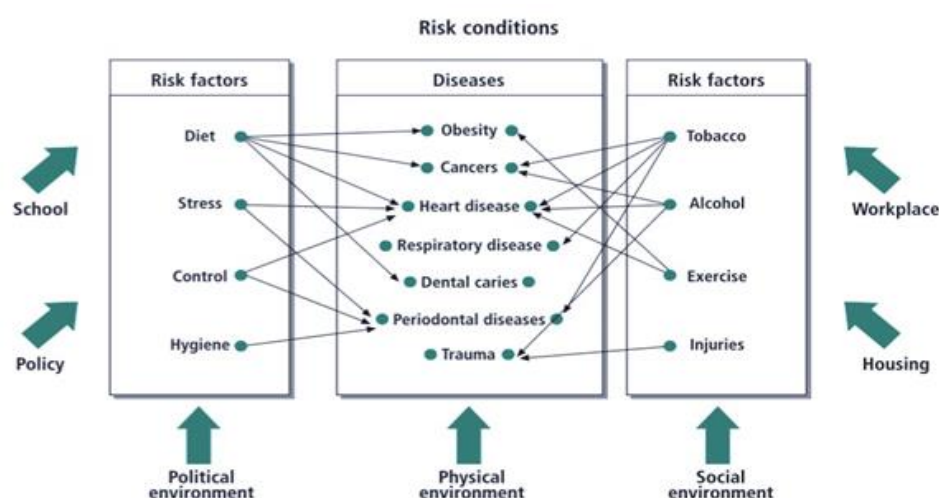 Risk conditions
Risk factors
Diseases
Risk factors
Diet
Obesity
Tobacco
Cancers
School
Stress
Heart disease
Alcohol
Workplace
Respiratory disease
Control
Dental caries
Exercise
Periodontal diseases
Policy
Hygiene
Trauma
Injuries
Housing
Political
environment
Physical
environment
Social
environment